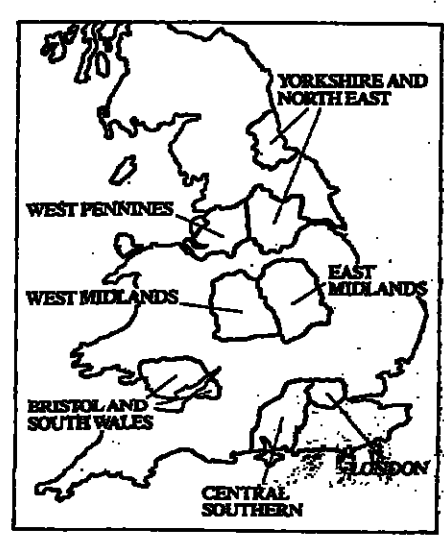 YORKSHIRE AND
NORTH EAST
WEST PENNINES
EAST
MIDLANDS
WEST MIDLANDS
BRISTOL AND
SOUTH WALES
LONDON
CENTRAL
SOUTHERN